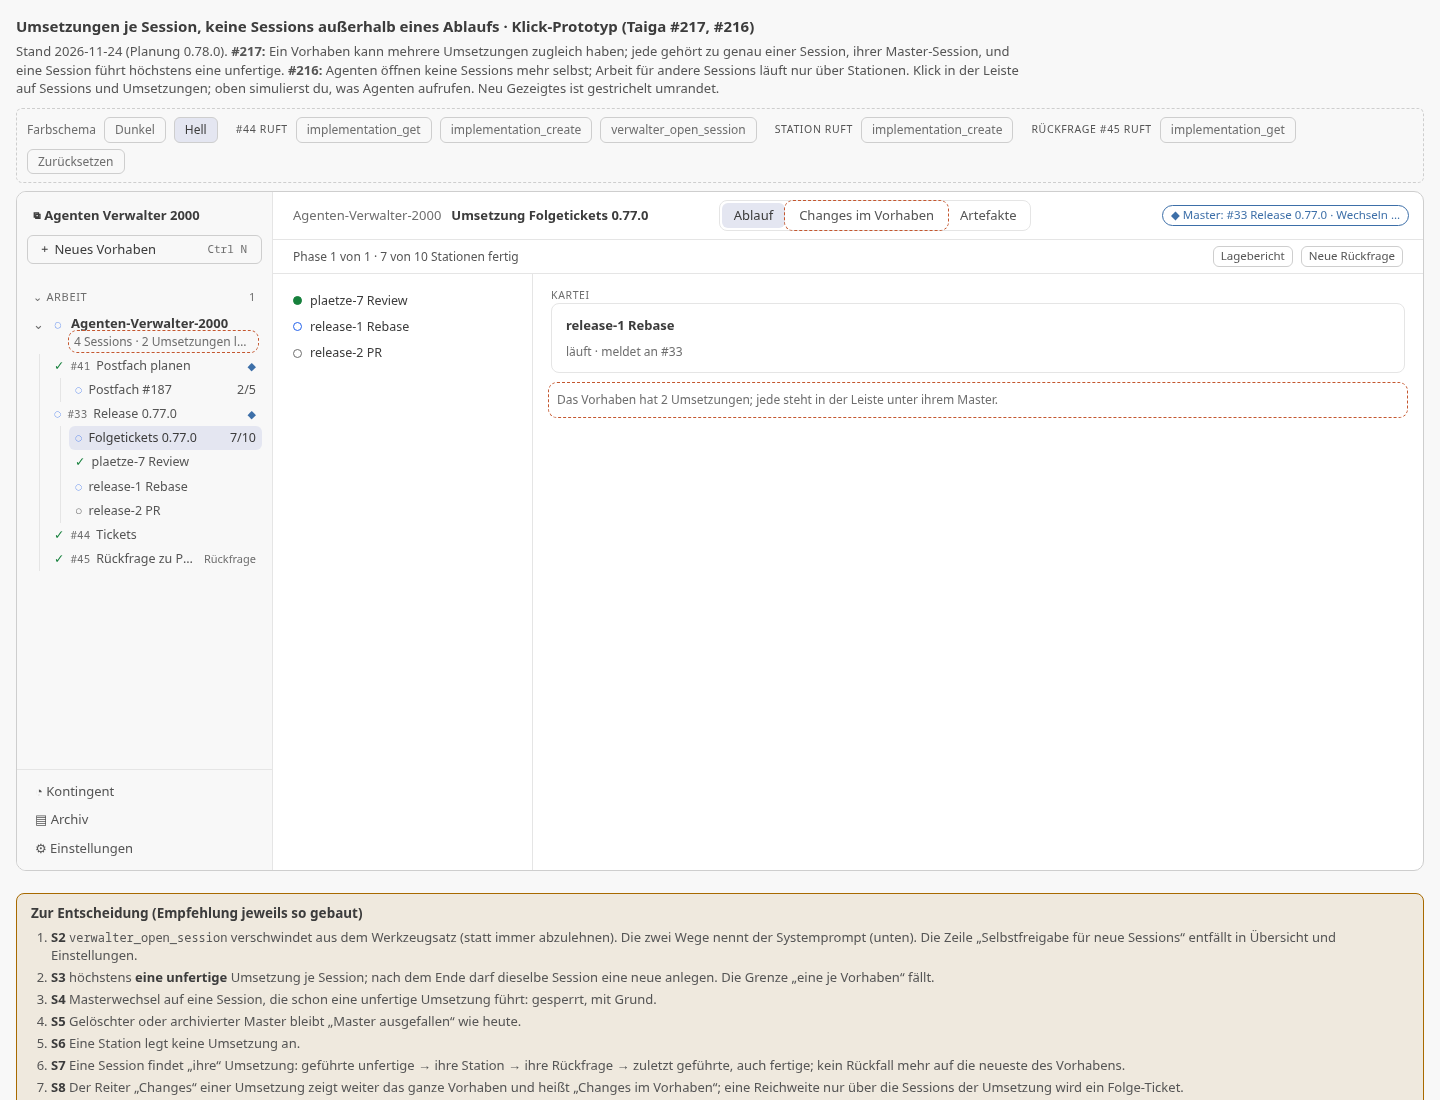 Umsetzungen je Session, keine Sessions außerhalb eines Ablaufs · Klick-Prototyp (Taiga #217, #216)
Stand 2026-11-24 (Planung 0.78.0). #217: Ein Vorhaben kann mehrere Umsetzungen zugleich haben; jede gehört zu genau einer Session, ihrer Master-Session, und
eine Session führt höchstens eine unfertige. #216: Agenten öffnen keine Sessions mehr selbst; Arbeit für andere Sessions läuft nur über Stationen. Klick in der Leiste
auf Sessions und Umsetzungen; oben simulierst du, was Agenten aufrufen. Neu Gezeigtes ist gestrichelt umrandet.
Farbschema Dunkel Hell #44 RUFT implementation_get implementation_create verwalter_open_session STATION RUFT implementation_create RÜCKFRAGE #45 RUFT implementation_get
Zurücksetzen
Agenten Verwalter 2000
+ Neues Vorhaben Ctrl N
ARBEIT 1
Agenten-Verwalter-2000
4 Sessions · 2 Umsetzungen l…
✓ #41 Postfach planen ◆
Postfach #187 2/5
#33 Release 0.77.0 ◆
Folgetickets 0.77.0 7/10
✓ plaetze-7 Review
release-1 Rebase
release-2 PR
✓ #44 Tickets
✓ #45 Rückfrage zu P… Rückfrage
Kontingent
Archiv
Einstellungen
Agenten-Verwalter-2000 Umsetzung Folgetickets 0.77.0
Ablauf Changes im Vorhaben Artefakte
◆ Master: #33 Release 0.77.0 · Wechseln …
Phase 1 von 1 · 7 von 10 Stationen fertig
Lagebericht Neue Rückfrage
plaetze-7 Review
release-1 Rebase
release-2 PR
KARTEI
release-1 Rebase
läuft · meldet an #33
Das Vorhaben hat 2 Umsetzungen; jede steht in der Leiste unter ihrem Master.
Zur Entscheidung (Empfehlung jeweils so gebaut)
1. S2 verwalter_open_session verschwindet aus dem Werkzeugsatz (statt immer abzulehnen). Die zwei Wege nennt der Systemprompt (unten). Die Zeile „Selbstfreigabe für neue Sessions“ entfällt in Übersicht und
Einstellungen.
2. S3 höchstens eine unfertige Umsetzung je Session; nach dem Ende darf dieselbe Session eine neue anlegen. Die Grenze „eine je Vorhaben“ fällt.
3. S4 Masterwechsel auf eine Session, die schon eine unfertige Umsetzung führt: gesperrt, mit Grund.
4. S5 Gelöschter oder archivierter Master bleibt „Master ausgefallen“ wie heute.
5. S6 Eine Station legt keine Umsetzung an.
6. S7 Eine Session findet „ihre“ Umsetzung: geführte unfertige → ihre Station → ihre Rückfrage → zuletzt geführte, auch fertige; kein Rückfall mehr auf die neueste des Vorhabens.
7. S8 Der Reiter „Changes“ einer Umsetzung zeigt weiter das ganze Vorhaben und heißt „Changes im Vorhaben“; eine Reichweite nur über die Sessions der Umsetzung wird ein Folge-Ticket.